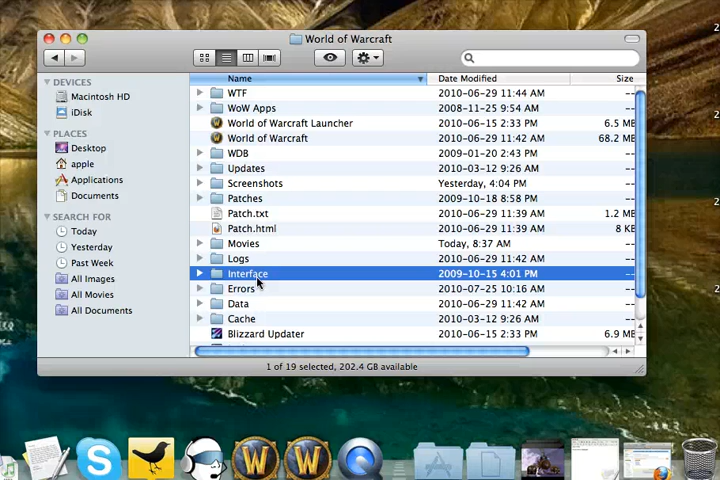 World of Warcraft
Name Date Modified Size
DEVICES
Macintosh HD
iDisk
PLACES
Desktop
apple
Applications
Documents
SEARCH FOR
Today
Yesterday
Past Week
All Images
All Movies
All Documents
WTF 2010-06-29 11:44 AM --
WoW Apps 2008-11-25 9:54 AM --
World of Warcraft Launcher 2010-06-15 2:33 PM 6.5 MB
World of Warcraft 2010-06-29 11:42 AM 68.2 MB
WDB 2009-01-20 2:43 PM --
Updates 2010-03-12 9:26 AM --
Screenshots Yesterday, 4:04 PM --
Patches 2009-10-18 8:58 PM --
Patch.txt 2010-06-29 11:39 AM 1.2 MB
Patch.html 2010-06-29 11:39 AM 8 KB
Movies Today, 8:37 AM --
Logs 2010-06-29 11:42 AM --
Interface 2009-10-15 4:01 PM --
Errors 2010-07-25 10:16 AM --
Data 2010-06-29 11:42 AM --
Cache 2010-03-12 9:26 AM --
Blizzard Updater 2010-06-15 2:33 PM 6.9 MB
1 of 19 selected, 202.4 GB available